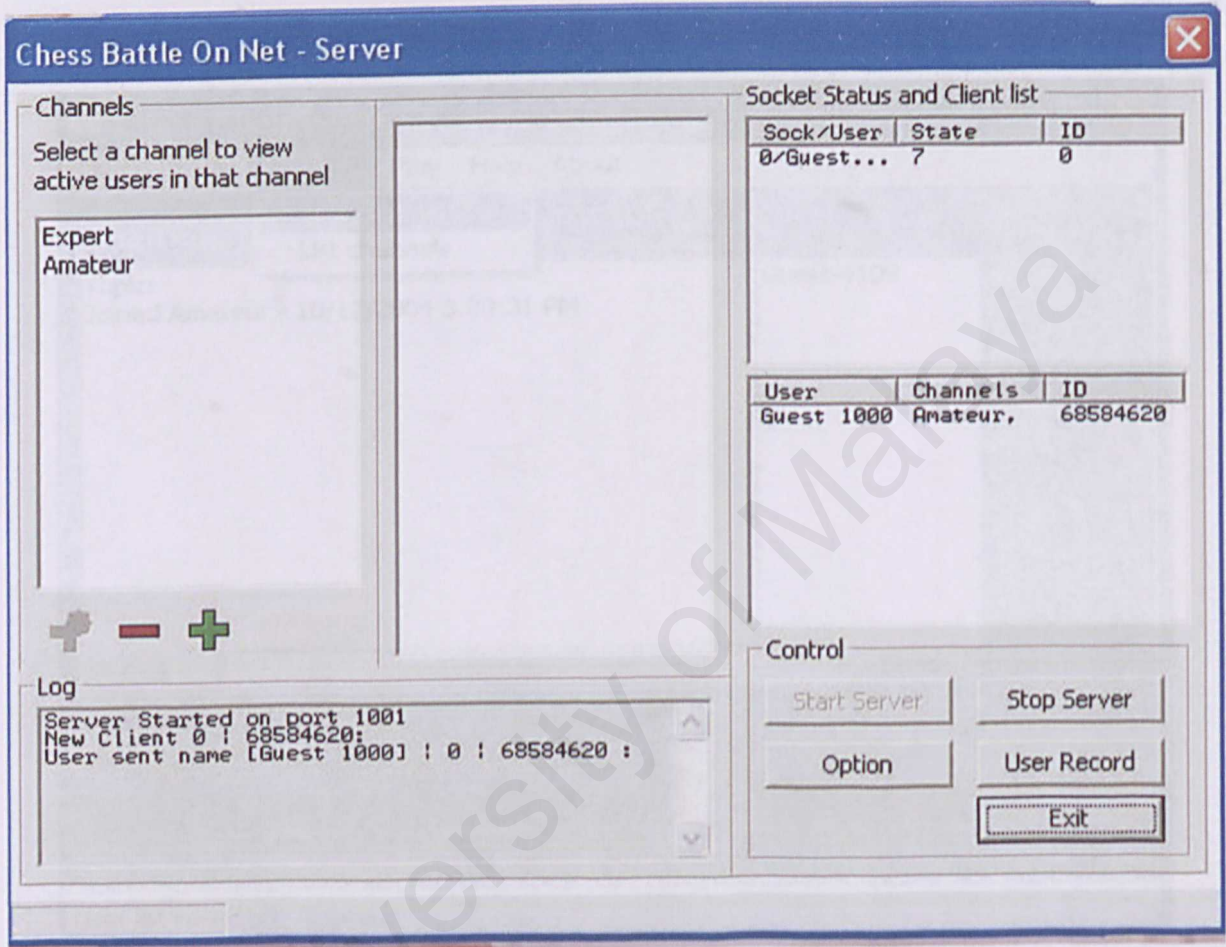 Chess Battle On Net - Server
Channels
Select a channel to view
active users in that channel
Expert
Amateur
Socket Status and Client list
Sock/User State ID
0/Guest... 7 0
User Channels ID
Guest 1000 Amateur, 68584620
Log
Server Started on port 1001
New Client 0 ¦ 68584620:
User sent name [Guest 1000] ¦ 0 ¦ 68584620 :
Control
Start Server Stop Server
Option User Record
Exit
University of Malaya